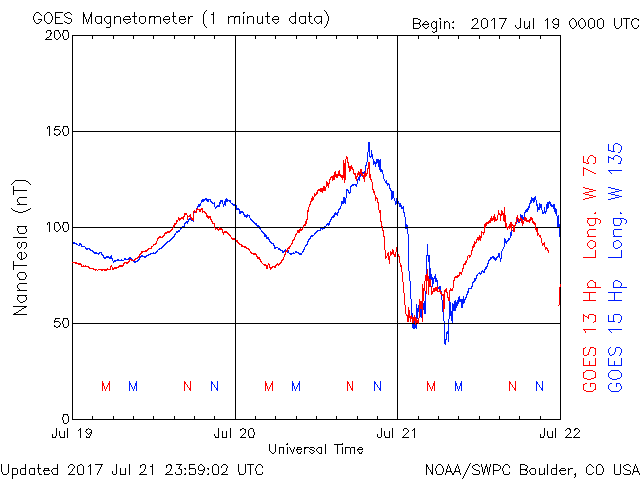 GOES Magnetometer (1 minute data)
Begin: 2017 Jul 19 0000 UTC
200
150
100
50
0
NanoTesla (nT)
M M N N M M N N M M N N
Jul 19 Jul 20 Jul 21 Jul 22
Universal Time
GOES 13 Hp Long. W 75
GOES 15 Hp Long. W 135
Updated 2017 Jul 21 23:59:02 UTC
NOAA/SWPC Boulder, CO USA